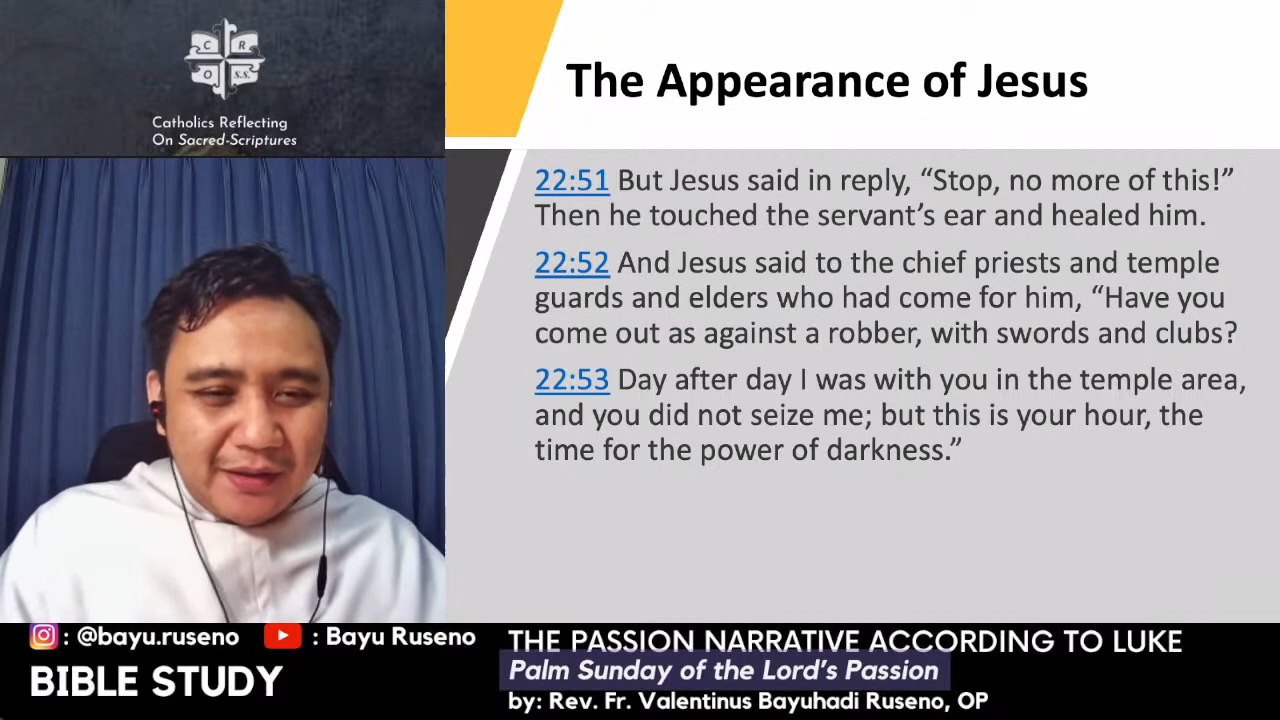 C R
O S.S.
Catholics Reflecting
On Sacred-Scriptures
The Appearance of Jesus
22:51 But Jesus said in reply, “Stop, no more of this!”
Then he touched the servant’s ear and healed him.
22:52 And Jesus said to the chief priests and temple
guards and elders who had come for him, “Have you
come out as against a robber, with swords and clubs?
22:53 Day after day I was with you in the temple area,
and you did not seize me; but this is your hour, the
time for the power of darkness.”
: @bayu.ruseno : Bayu Ruseno
BIBLE STUDY
THE PASSION NARRATIVE ACCORDING TO LUKE
Palm Sunday of the Lord’s Passion
by: Rev. Fr. Valentinus Bayuhadi Ruseno, OP